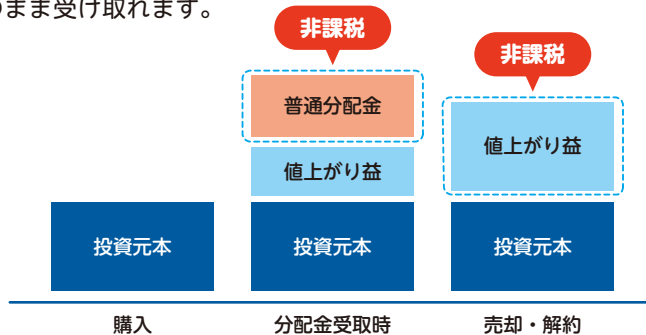 のまま受け取れます。
非課税
非課税
普通分配金
値上がり益
値上がり益
投資元本
投資元本
投資元本
購入
分配金受取時
売却・解約